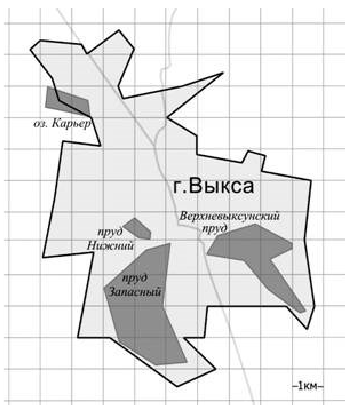 оз. Карьер
г.Выкса
Верхневыксунский
пруд
пруд
Нижний
пруд
Запасный
1км